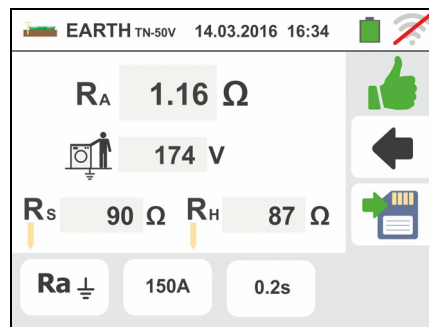 EARTH TN-50V 14.03.2016 16:34
RA 1.16 Ω
174 V
RS 90 Ω RH 87 Ω
Ra 150A 0.2s